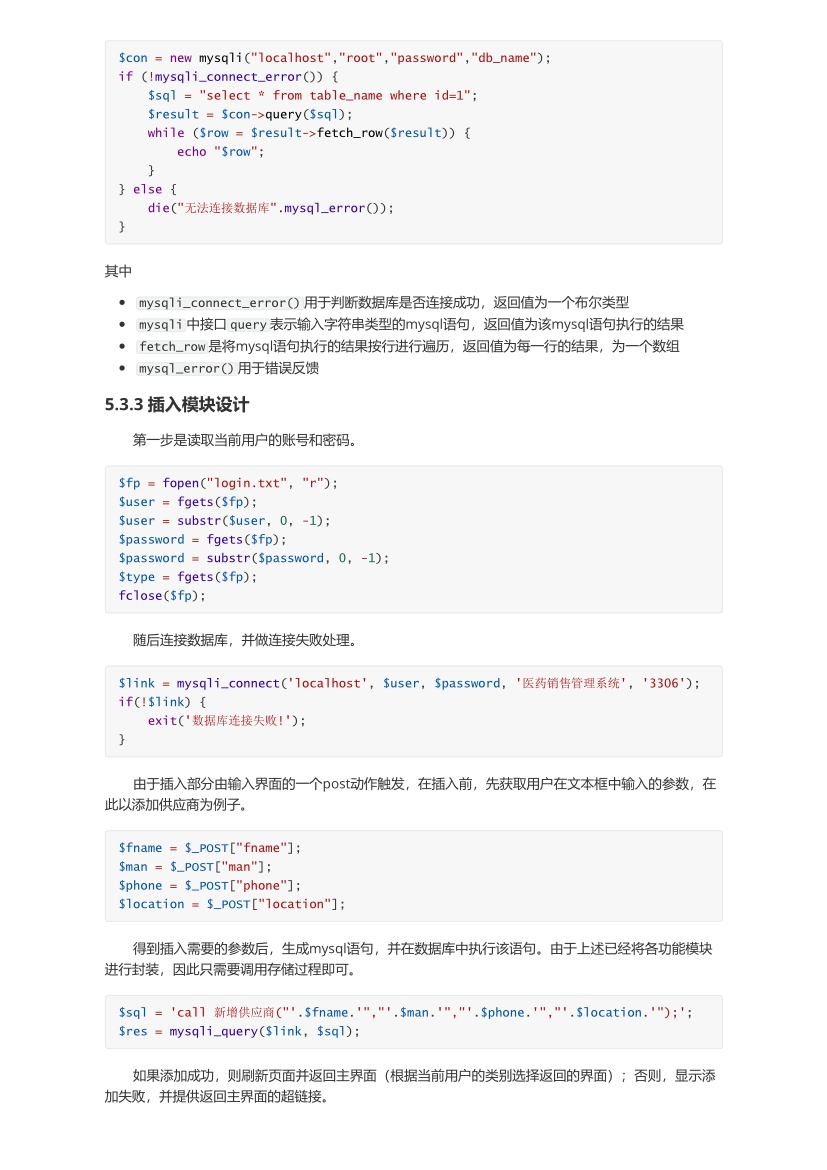 $con = new mysqli("localhost","root","password","db_name");
if (!mysqli_connect_error()) {
    $sql = "select * from table_name where id=1";
    $result = $con->query($sql);
    while ($row = $result->fetch_row($result)) {
        echo "$row";
    }
} else {
    die("无法连接数据库".mysql_error());
}
其中
• mysqli_connect_error() 用于判断数据库是否连接成功，返回值为一个布尔类型
• mysqli 中接口 query 表示输入字符串类型的mysql语句，返回值为该mysql语句执行的结果
• fetch_row 是将mysql语句执行的结果按行进行遍历，返回值为每一行的结果，为一个数组
• mysql_error() 用于错误反馈
5.3.3 插入模块设计
第一步是读取当前用户的账号和密码。
$fp = fopen("login.txt", "r");
$user = fgets($fp);
$user = substr($user, 0, -1);
$password = fgets($fp);
$password = substr($password, 0, -1);
$type = fgets($fp);
fclose($fp);
随后连接数据库，并做连接失败处理。
$link = mysqli_connect('localhost', $user, $password, '医药销售管理系统', '3306');
if(!$link) {
    exit('数据库连接失败!');
}
由于插入部分由输入界面的一个post动作触发，在插入前，先获取用户在文本框中输入的参数，在
此以添加供应商为例子。
$fname = $_POST["fname"];
$man = $_POST["man"];
$phone = $_POST["phone"];
$location = $_POST["location"];
得到插入需要的参数后，生成mysql语句，并在数据库中执行该语句。由于上述已经将各功能模块
进行封装，因此只需要调用存储过程即可。
$sql = 'call 新增供应商("'.$fname.'","'.$man.'","'.$phone.'","'.$location.'");';
$res = mysqli_query($link, $sql);
如果添加成功，则刷新页面并返回主界面（根据当前用户的类别选择返回的界面）；否则，显示添
加失败，并提供返回主界面的超链接。